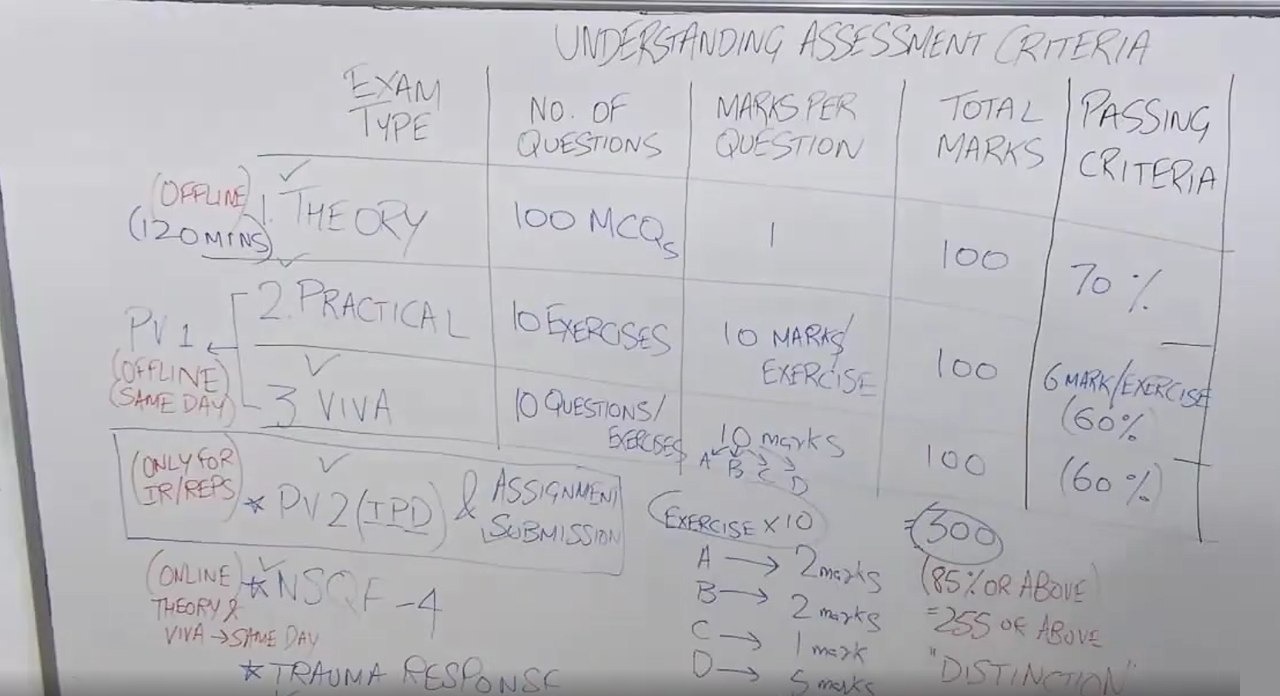 UNDERSTANDING ASSESSMENT CRITERIA
EXAM TYPE
NO. OF QUESTIONS
MARKS PER QUESTION
TOTAL MARKS
PASSING CRITERIA
(OFFLINE)
(120 MINS)
1. THEORY
100 MCQs
1
100
70 %
PV 1
(OFFLINE)
(SAME DAY)
2. PRACTICAL
10 EXERCISES
10 MARKS/
EXERCISE
100
6 MARK/EXERCISE
(60%
3 VIVA
10 QUESTIONS/
EXERCISES
10 marks
A B C D
100
(60%)
(ONLY FOR
IR/REPS)
* PV 2 (IPD) & ASSIGNMENT
SUBMISSION
(EXERCISE X 10)
= 300
A → 2 marks
B → 2 marks
C → 1 mark
D → 5 marks
(85% OR ABOVE)
= 255 OR ABOVE
"DISTINCTION"
(ONLINE)
THEORY &
VIVA → SAME DAY
* NSQF - 4
* TRAUMA RESPONSE